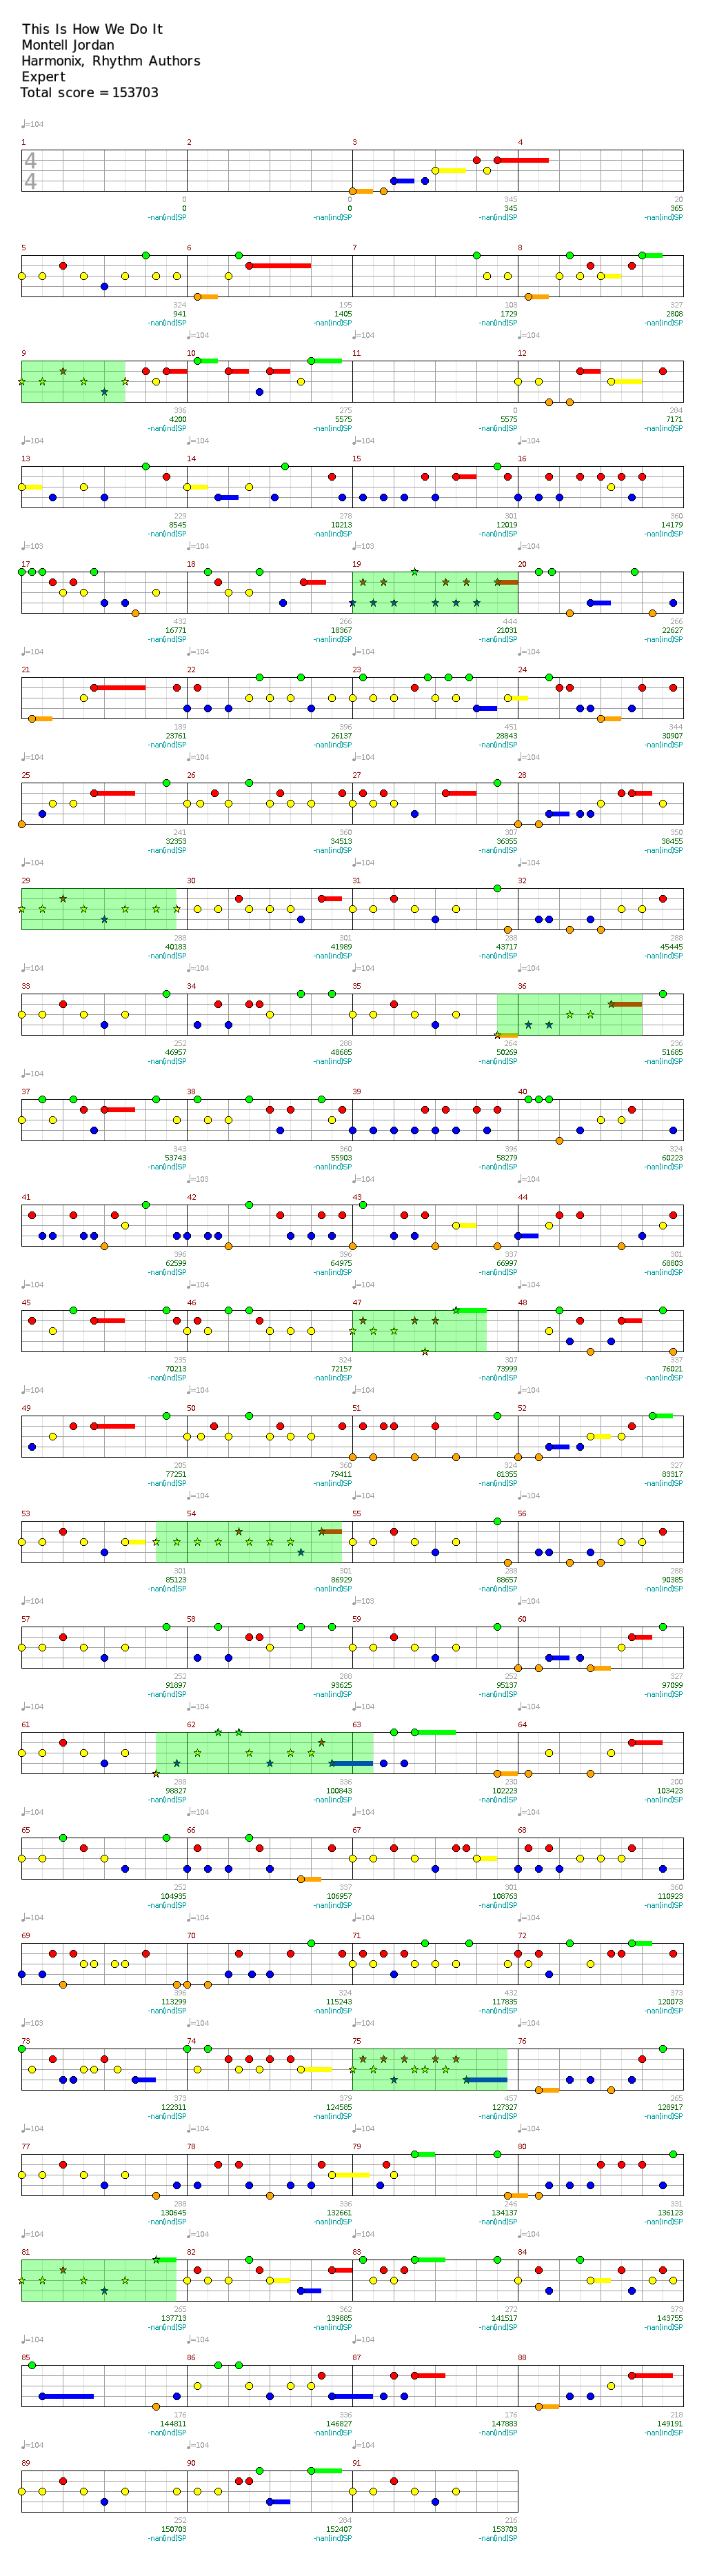 This Is How We Do It
Montell Jordan
Harmonix, Rhythm Authors
Expert
Total score = 153703
♩=104
1 2 3 4
4
4
0 0 345 20
0 0 345 365
-nan(ind)SP -nan(ind)SP -nan(ind)SP -nan(ind)SP
5 6 7 8
324 195 108 327
941 1405 1729 2808
-nan(ind)SP -nan(ind)SP -nan(ind)SP -nan(ind)SP
9 10 11 12
336 275 0 284
4200 5575 5575 7171
-nan(ind)SP -nan(ind)SP -nan(ind)SP -nan(ind)SP
13 14 15 16
229 278 301 360
8545 10213 12019 14179
-nan(ind)SP -nan(ind)SP -nan(ind)SP -nan(ind)SP
17 18 19 20
432 266 444 266
16771 18367 21031 22627
-nan(ind)SP -nan(ind)SP -nan(ind)SP -nan(ind)SP
21 22 23 24
189 396 451 344
23761 26137 28843 30907
-nan(ind)SP -nan(ind)SP -nan(ind)SP -nan(ind)SP
25 26 27 28
241 360 307 350
32353 34513 36355 38455
-nan(ind)SP -nan(ind)SP -nan(ind)SP -nan(ind)SP
29 30 31 32
288 301 288 288
40183 41989 43717 45445
-nan(ind)SP -nan(ind)SP -nan(ind)SP -nan(ind)SP
33 34 35 36
252 288 264 236
46957 48685 50269 51685
-nan(ind)SP -nan(ind)SP -nan(ind)SP -nan(ind)SP
37 38 39 40
343 360 396 324
53743 55903 58279 60223
-nan(ind)SP -nan(ind)SP -nan(ind)SP -nan(ind)SP
41 42 43 44
396 396 337 301
62599 64975 66997 68803
-nan(ind)SP -nan(ind)SP -nan(ind)SP -nan(ind)SP
45 46 47 48
235 324 307 337
70213 72157 73999 76021
-nan(ind)SP -nan(ind)SP -nan(ind)SP -nan(ind)SP
49 50 51 52
205 360 324 327
77251 79411 81355 83317
-nan(ind)SP -nan(ind)SP -nan(ind)SP -nan(ind)SP
53 54 55 56
301 301 288 288
85123 86929 88657 90385
-nan(ind)SP -nan(ind)SP -nan(ind)SP -nan(ind)SP
57 58 59 60
252 288 252 327
91897 93625 95137 97099
-nan(ind)SP -nan(ind)SP -nan(ind)SP -nan(ind)SP
61 62 63 64
288 336 230 200
98827 100843 102223 103423
-nan(ind)SP -nan(ind)SP -nan(ind)SP -nan(ind)SP
65 66 67 68
252 337 301 360
104935 106957 108763 110923
-nan(ind)SP -nan(ind)SP -nan(ind)SP -nan(ind)SP
69 70 71 72
396 324 432 373
113299 115243 117835 120073
-nan(ind)SP -nan(ind)SP -nan(ind)SP -nan(ind)SP
73 74 75 76
373 379 457 265
122311 124585 127327 128917
-nan(ind)SP -nan(ind)SP -nan(ind)SP -nan(ind)SP
77 78 79 80
288 336 246 331
130645 132661 134137 136123
-nan(ind)SP -nan(ind)SP -nan(ind)SP -nan(ind)SP
81 82 83 84
265 362 272 373
137713 139885 141517 143755
-nan(ind)SP -nan(ind)SP -nan(ind)SP -nan(ind)SP
85 86 87 88
176 336 176 218
144811 146827 147883 149191
-nan(ind)SP -nan(ind)SP -nan(ind)SP -nan(ind)SP
89 90 91
252 284 216
150703 152407 153703
-nan(ind)SP -nan(ind)SP -nan(ind)SP